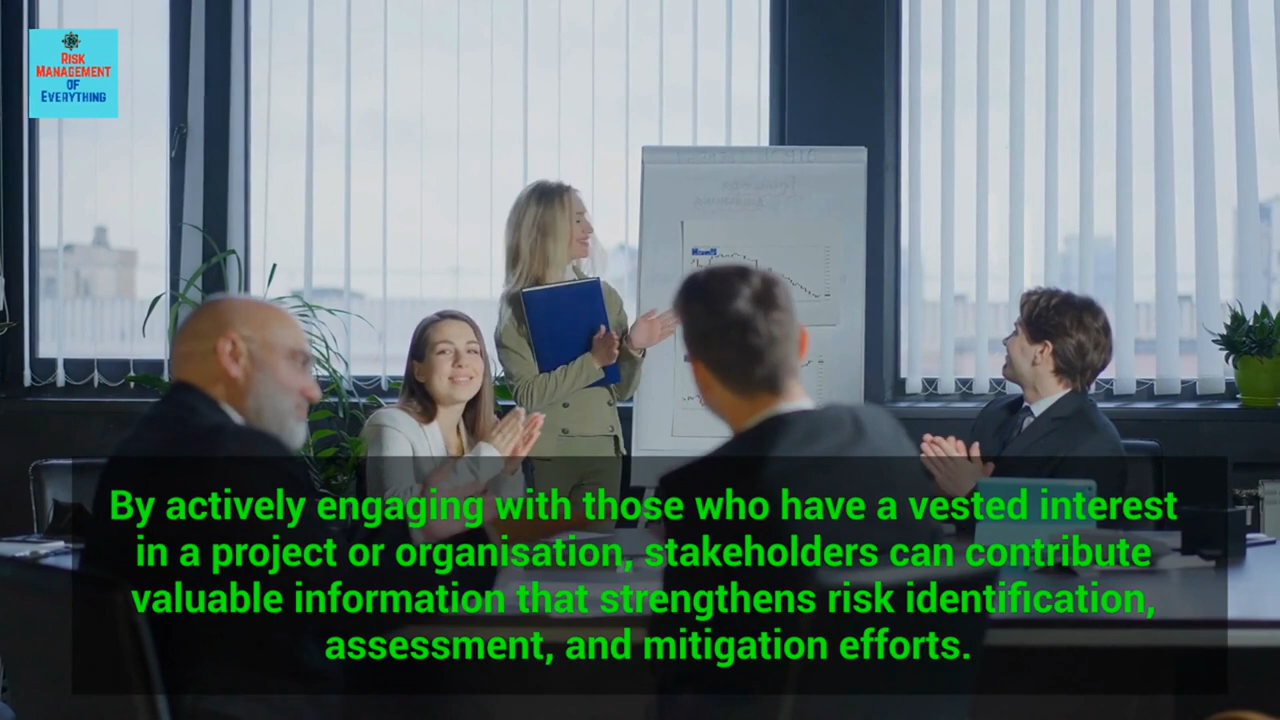 RISK
MANAGEMENT
OF
EVERYTHING
By actively engaging with those who have a vested interest
in a project or organisation, stakeholders can contribute
valuable information that strengthens risk identification,
assessment, and mitigation efforts.